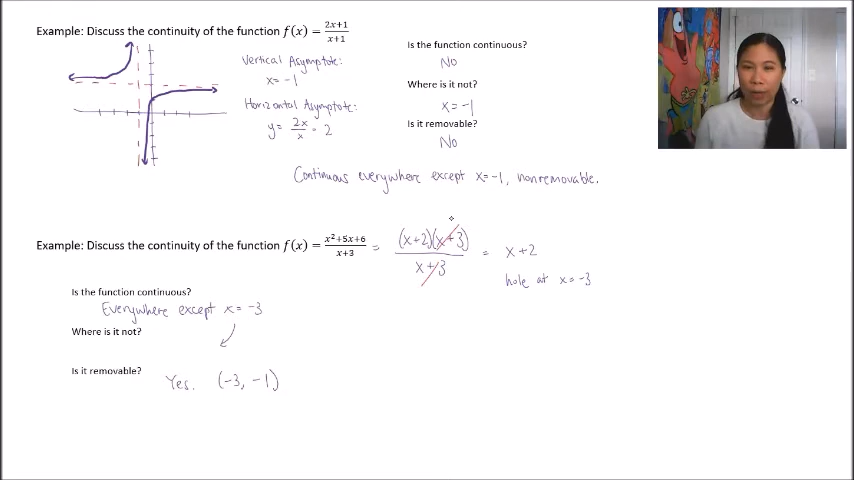 Example: Discuss the continuity of the function f(x) = 2x+1/x+1
Vertical Asymptote:
x = -1
Horizontal Asymptote:
y = 2x/x = 2
Is the function continuous?
No
Where is it not?
x = -1
Is it removable?
No
Continuous everywhere except x=-1, nonremovable.
Example: Discuss the continuity of the function f(x) = x²+5x+6/x+3 = (x+2)(x+3)/x+3 = x+2
hole at x=-3
Is the function continuous?
Everywhere except x = -3
Where is it not?
Is it removable?
Yes. (-3, -1)